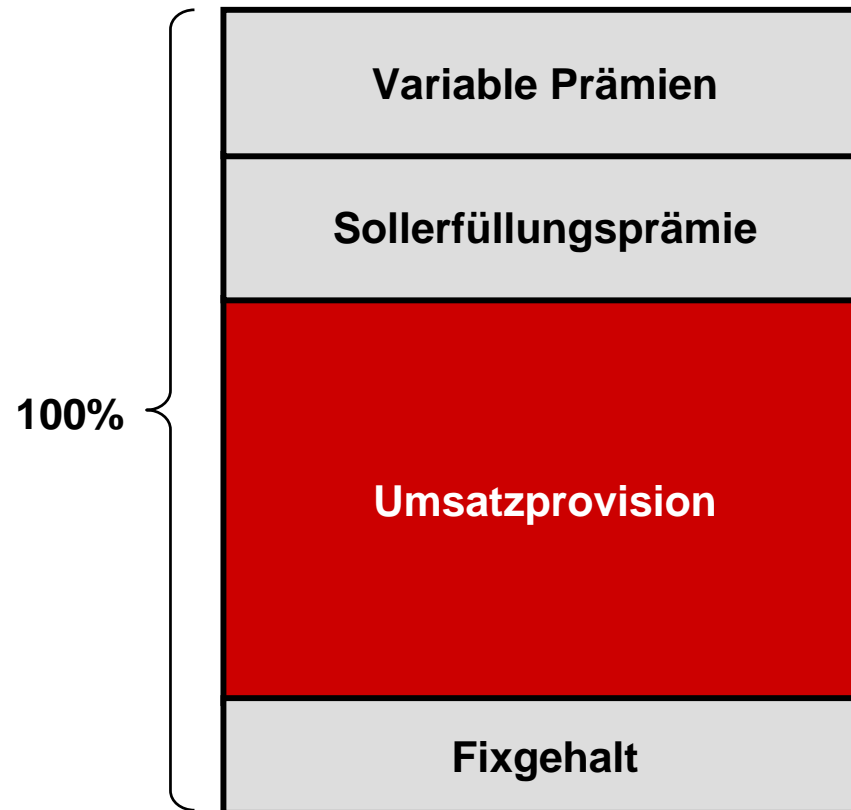 Variable Prämien
Sollerfüllungsprämie
100%
Umsatzprovision
Fixgehalt